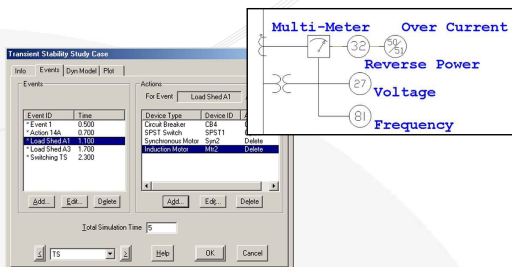 Multi-Meter Over Current
32 50/51
Reverse Power
27 Voltage
81 Frequency
Transient Stability Study Case
Info Events Dyn Model Plot
Events
Event ID Time
* Event 1 0.500
* Action 14A 0.700
* Load Shed A1 1.100
* Load Shed A3 1.700
* Switching TS 2.300
Add... Edit... Delete
Actions
For Event Load Shed A1
Device Type Device ID
Circuit Breaker CB4
SPST Switch SPST1
Synchronous Motor Syn2 Delete
Induction Motor Mtr2 Delete
Add... Edit... Delete
Total Simulation Time 5
< TS > Help OK Cancel